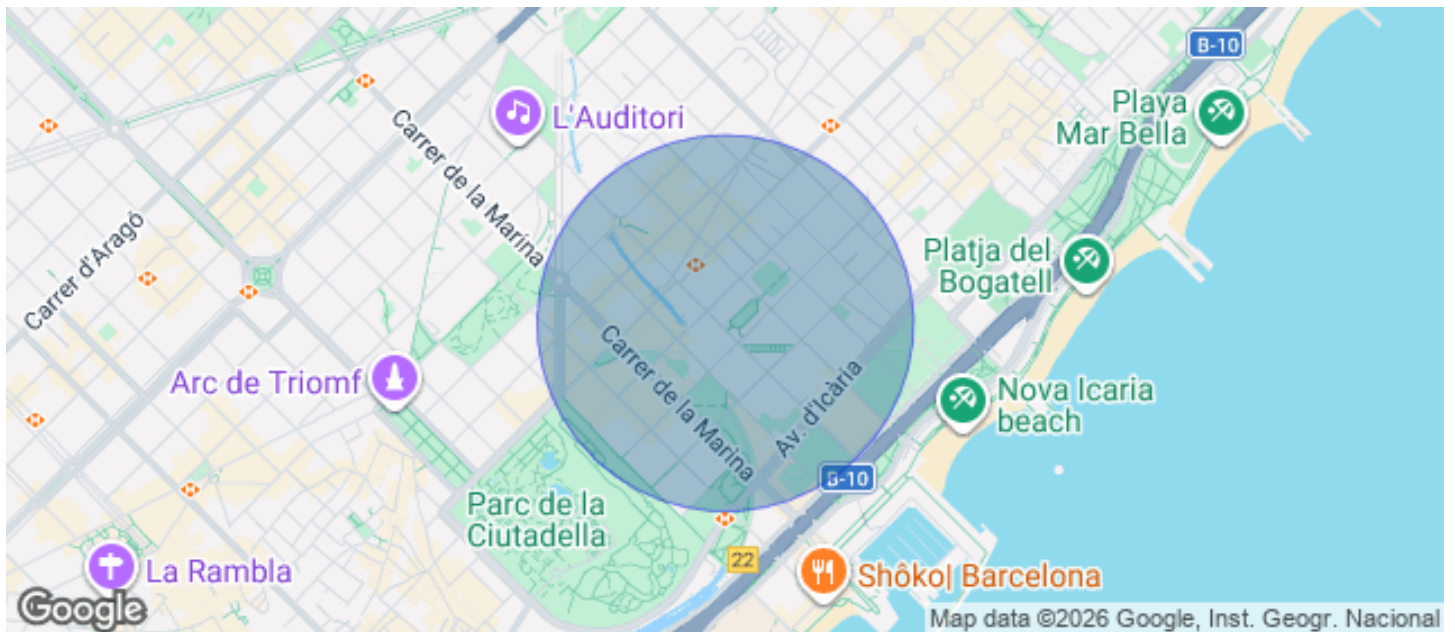 B-10
Playa
Mar Bella
L'Auditori
Carrer de la Marina
Carrer d'Aragó
Platja del
Bogatell
Arc de Triomf
Carrer de la Marina
Av. d'Icària
Nova Icaria
beach
B-10
Parc de la
Ciutadella
22
La Rambla
Shôko| Barcelona
Google
Map data ©2026 Google, Inst. Geogr. Nacional